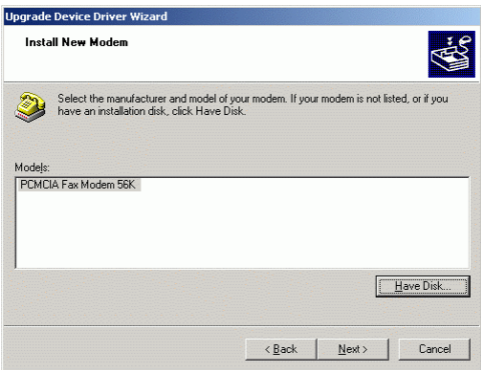 Upgrade Device Driver Wizard
Install New Modem
Select the manufacturer and model of your modem. If your modem is not listed, or if you
have an installation disk, click Have Disk.
Models:
PCMCIA Fax Modem 56K
Have Disk...
< Back
Next >
Cancel